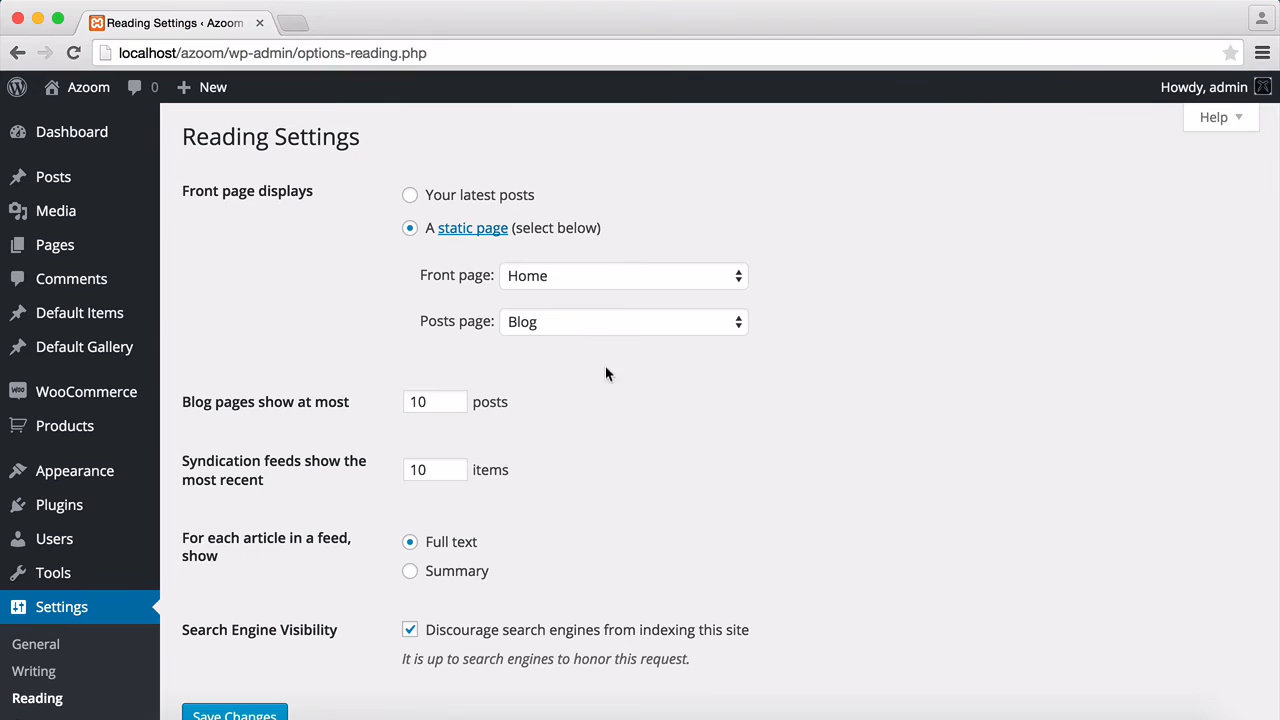 Reading Settings ‹ Azoom
localhost/azoom/wp-admin/options-reading.php
Azoom 0 New Howdy, admin
Help
Dashboard
Posts
Media
Pages
Comments
Default Items
Default Gallery
WooCommerce
Products
Appearance
Plugins
Users
Tools
Settings
General
Writing
Reading
Reading Settings
Front page displays
Your latest posts
A static page (select below)
Front page: Home
Posts page: Blog
Blog pages show at most 10 posts
Syndication feeds show the
most recent
10 items
For each article in a feed,
show
Full text
Summary
Search Engine Visibility
Discourage search engines from indexing this site
It is up to search engines to honor this request.
Save Changes